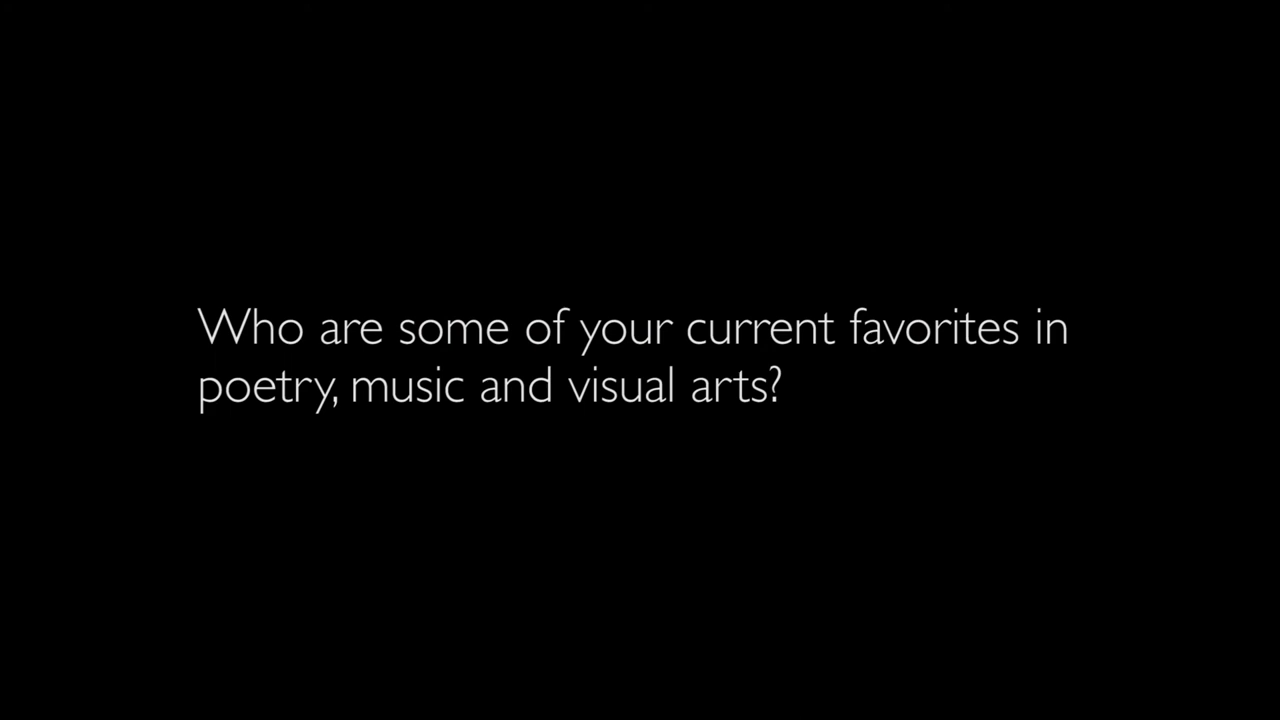 Who are some of your current favorites in
poetry, music and visual arts?